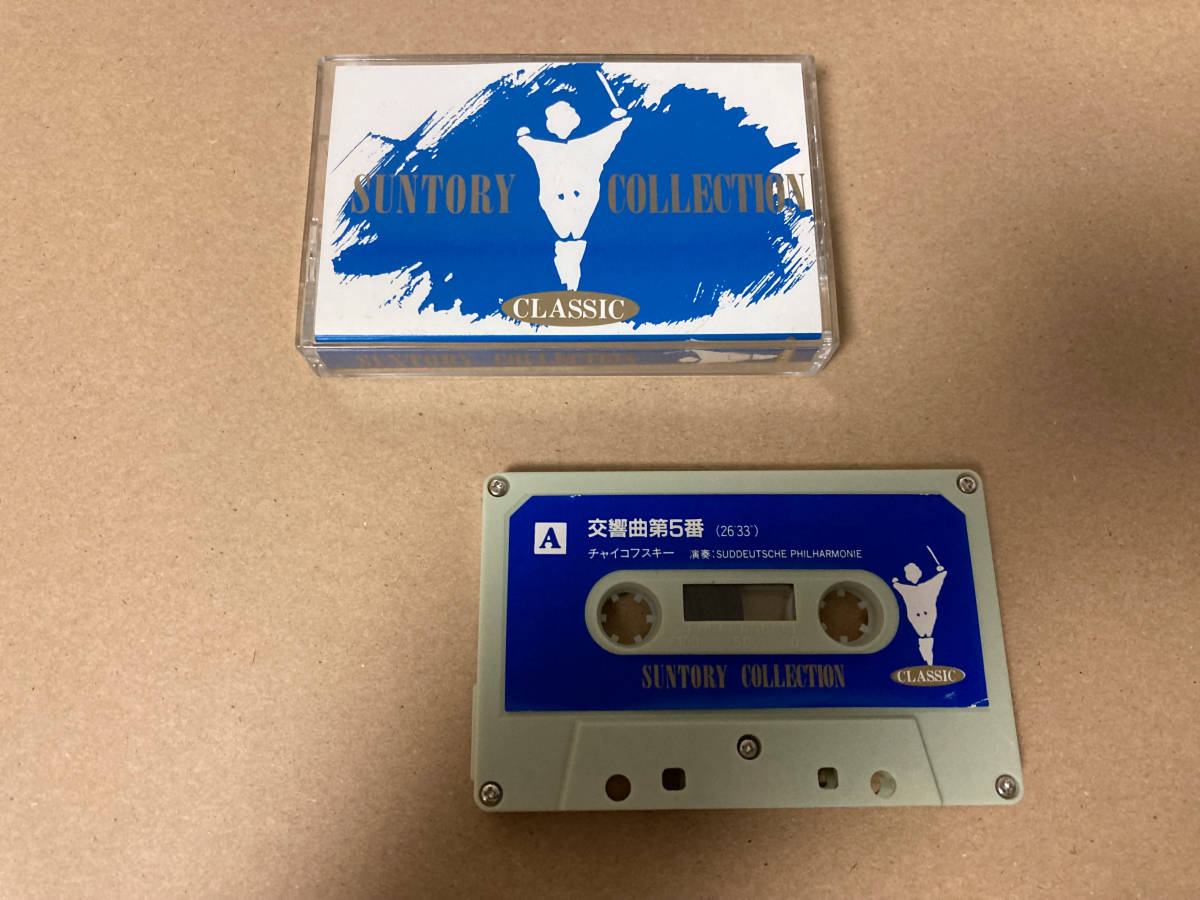 SUNTORY COLLECTION
CLASSIC
SUNTORY COLLECTION
A
交響曲第5番 (26'33")
チャイコフスキー 演奏:SUDDEUTSCHE PHILHARMONIE
SUNTORY COLLECTION
CLASSIC